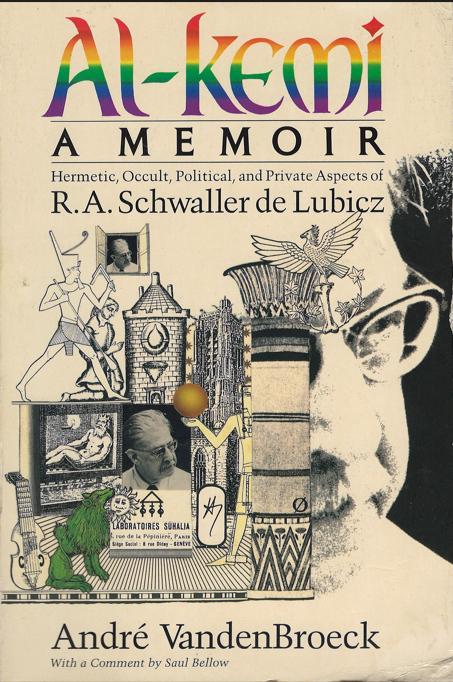 Al-Kemi
A MEMOIR
Hermetic, Occult, Political, and Private Aspects of
R.A. Schwaller de Lubicz
LABORATOIRES SUHALIA
1, rue de la Pépinière, PARIS
Siège Social : 8 rue Diday - GENÈVE
Ø
André VandenBroeck
With a Comment by Saul Bellow